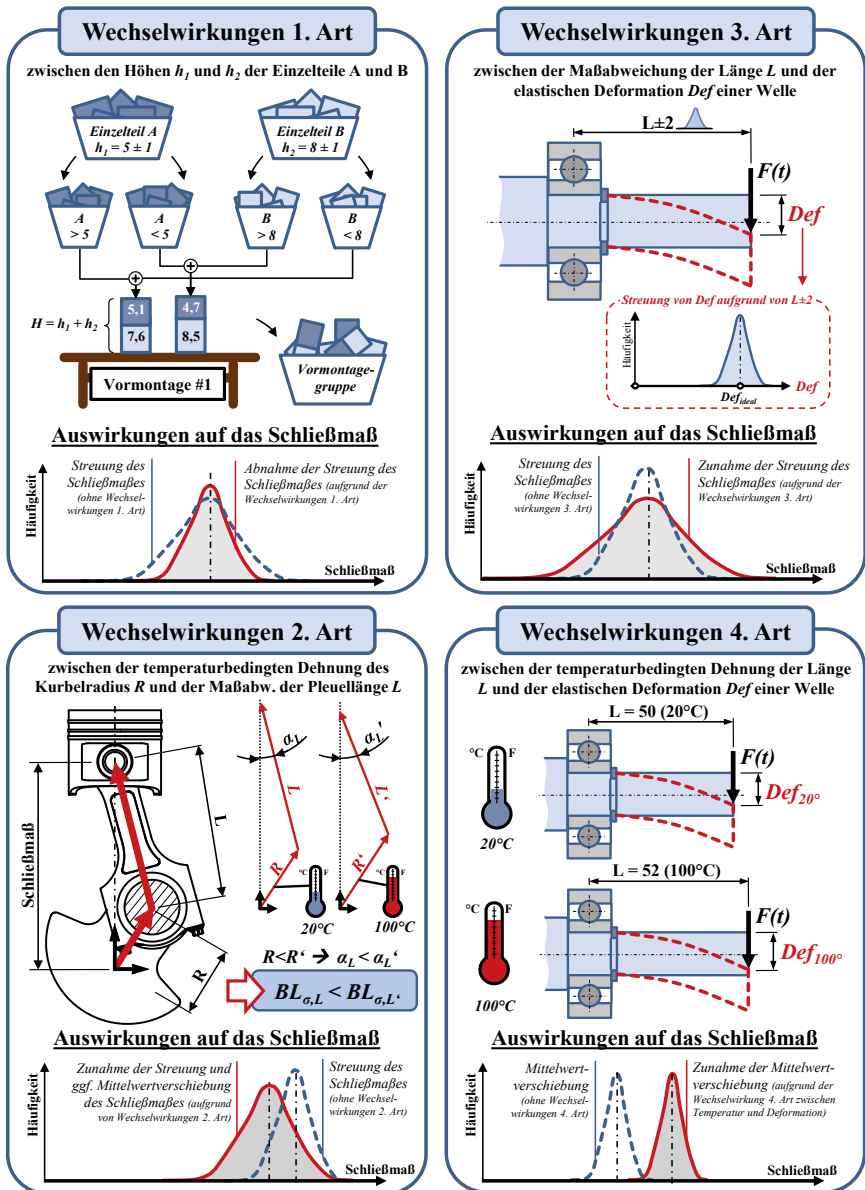 Wechselwirkungen 1. Art
zwischen den Höhen h₁ und h₂ der Einzelteile A und B
Einzelteil A
h₁ = 5 ± 1
Einzelteil B
h₂ = 8 ± 1
A
> 5
A
< 5
B
> 8
B
< 8
H = h₁ + h₂
5,1
7,6
4,7
8,5
Vormontage #1
Vormontage-
gruppe
Auswirkungen auf das Schließmaß
Häufigkeit
Streuung des
Schließmaßes
(ohne Wechsel-
wirkungen 1. Art)
Abnahme der Streuung des
Schließmaßes (aufgrund der
Wechselwirkungen 1. Art)
Schließmaß
Wechselwirkungen 3. Art
zwischen der Maßabweichung der Länge L und der
elastischen Deformation Def einer Welle
L±2
F(t)
Def
Streuung von Def aufgrund von L±2
Häufigkeit
Def
Def_ideal
Auswirkungen auf das Schließmaß
Häufigkeit
Streuung des
Schließmaßes
(ohne Wechsel-
wirkungen 3. Art)
Zunahme der Streuung des
Schließmaßes (aufgrund der
Wechselwirkungen 3. Art)
Schließmaß
Wechselwirkungen 2. Art
zwischen der temperaturbedingten Dehnung des
Kurbelradius R und der Maßabw. der Pleuellänge L
Schließmaß
L
R
α_L
L
R
°C
F
20°C
α_L'
L‘
R‘
°C
F
100°C
R<R‘ → α_L < α_L‘
BL_σ,L < BL_σ,L‘
Auswirkungen auf das Schließmaß
Häufigkeit
Zunahme der Streuung und
ggf. Mittelwertverschiebung
des Schließmaßes (aufgrund
von Wechselwirkungen 2. Art)
Streuung des
Schließmaßes
(ohne Wechsel-
wirkungen 2. Art)
Schließmaß
Wechselwirkungen 4. Art
zwischen der temperaturbedingten Dehnung der Länge
L und der elastischen Deformation Def einer Welle
L = 50 (20°C)
°C
F
20°C
F(t)
Def₂₀°
L = 52 (100°C)
°C
F
100°C
F(t)
Def₁₀₀°
Auswirkungen auf das Schließmaß
Häufigkeit
Mittelwert-
verschiebung
(ohne Wechsel-
wirkungen 4. Art)
Zunahme der Mittelwert-
verschiebung (aufgrund der
Wechselwirkung 4. Art zwischen
Temperatur und Deformation)
Schließmaß